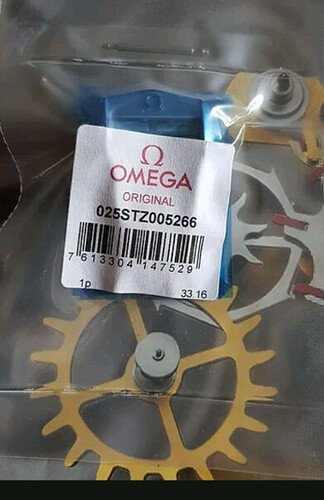 Ω
OMEGA
ORIGINAL
025STZ005266
7 613304 147529
1p 33.16